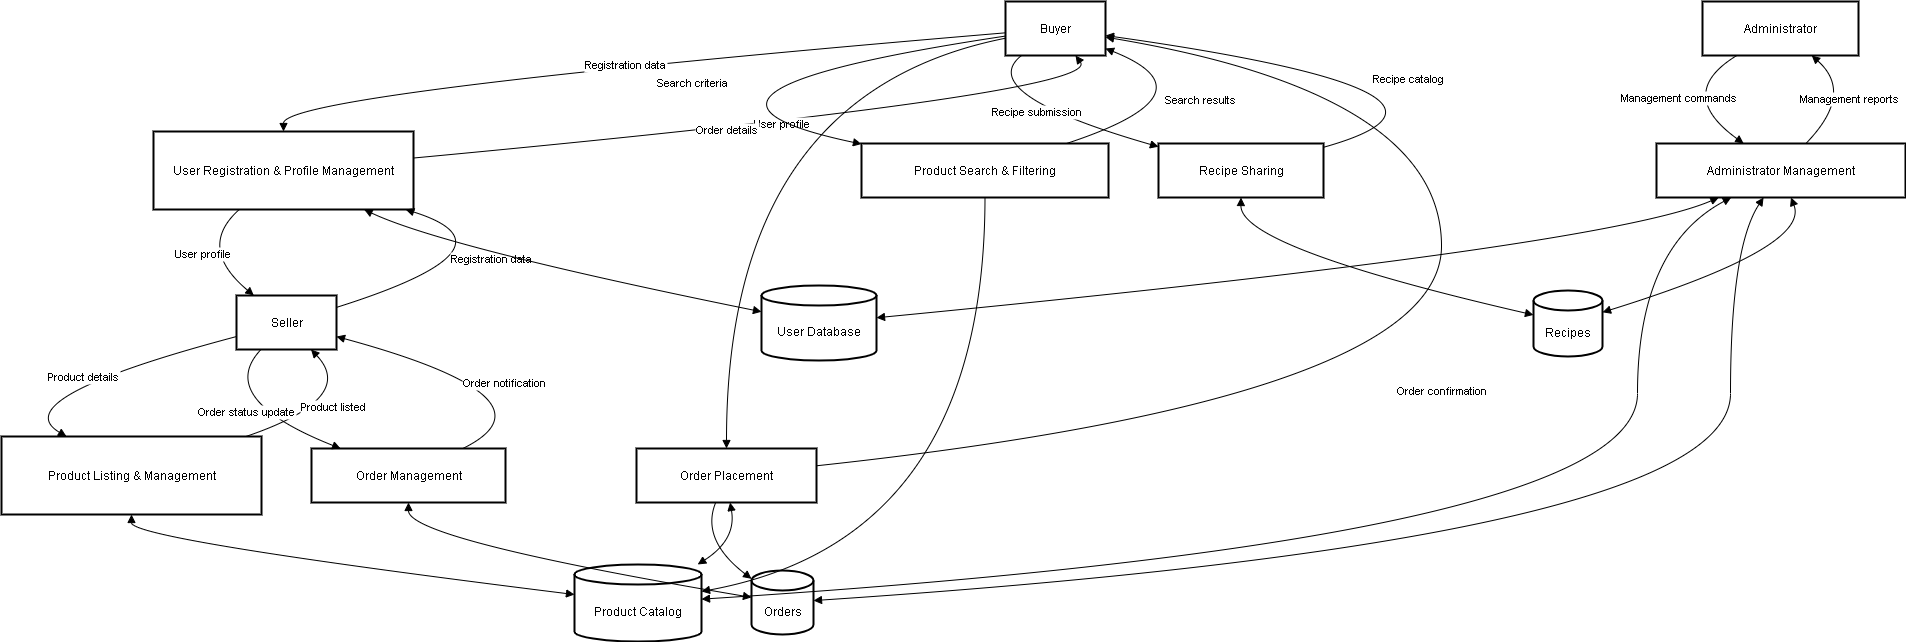 Buyer
Administrator
Registration data
Search criteria
Recipe catalog
Search results
Management commands
Management reports
Recipe submission
User profile
Order details
User Registration & Profile Management
Product Search & Filtering
Recipe Sharing
Administrator Management
User profile
Registration data
Seller
User Database
Recipes
Product details
Order notification
Order confirmation
Product listed
Order status update
Product Listing & Management
Order Management
Order Placement
Product Catalog
Orders